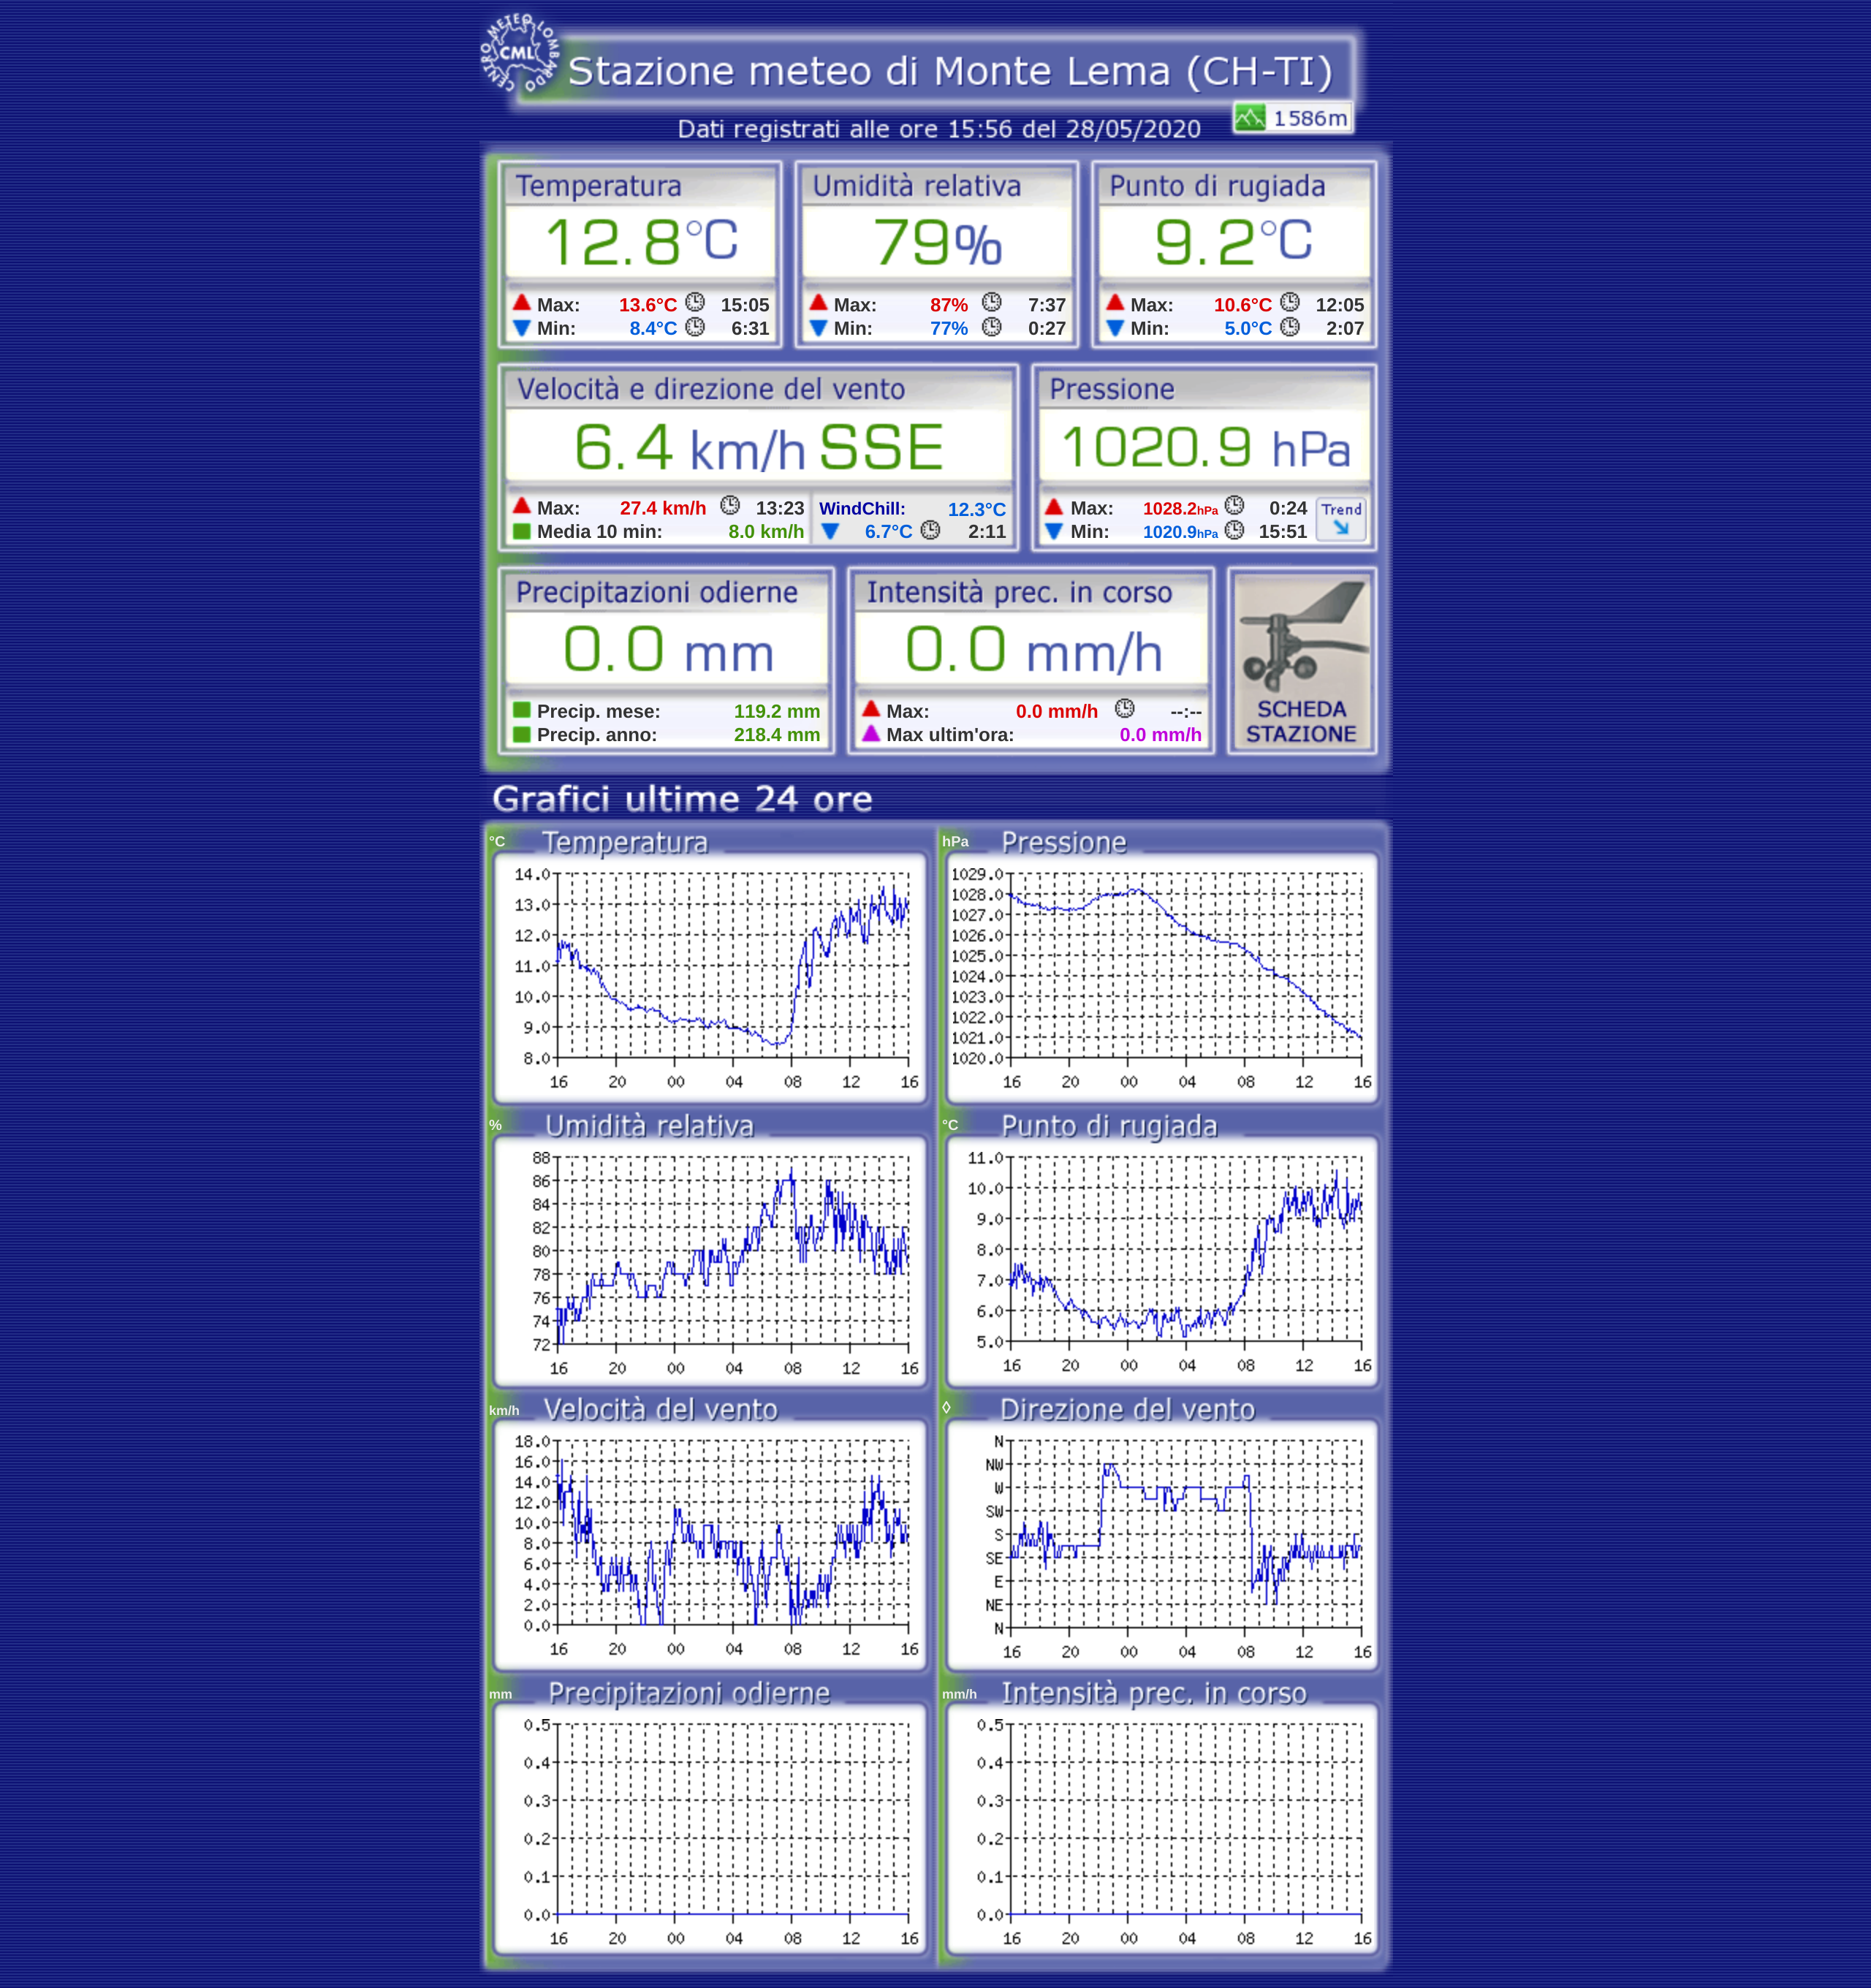 CENTRO METEO LOMBARDO
CML
Stazione meteo di Monte Lema (CH-TI)
1586m
Dati registrati alle ore 15:56 del 28/05/2020
Temperatura
12.8°C
Max: 13.6°C 15:05
Min: 8.4°C 6:31
Umidità relativa
79%
Max: 87% 7:37
Min: 77% 0:27
Punto di rugiada
9.2°C
Max: 10.6°C 12:05
Min: 5.0°C 2:07
Velocità e direzione del vento
6.4 km/h SSE
Max: 27.4 km/h 13:23
Media 10 min: 8.0 km/h
WindChill: 12.3°C
6.7°C 2:11
Pressione
1020.9 hPa
Max: 1028.2hPa 0:24
Min: 1020.9hPa 15:51
Trend
Precipitazioni odierne
0.0 mm
Precip. mese: 119.2 mm
Precip. anno: 218.4 mm
Intensità prec. in corso
0.0 mm/h
Max: 0.0 mm/h --:--
Max ultim'ora: 0.0 mm/h
SCHEDA
STAZIONE
Grafici ultime 24 ore
°C Temperatura
14.0
13.0
12.0
11.0
10.0
9.0
8.0
16 20 00 04 08 12 16
hPa Pressione
1029.0
1028.0
1027.0
1026.0
1025.0
1024.0
1023.0
1022.0
1021.0
1020.0
16 20 00 04 08 12 16
% Umidità relativa
88
86
84
82
80
78
76
74
72
16 20 00 04 08 12 16
°C Punto di rugiada
11.0
10.0
9.0
8.0
7.0
6.0
5.0
16 20 00 04 08 12 16
km/h Velocità del vento
18.0
16.0
14.0
12.0
10.0
8.0
6.0
4.0
2.0
0.0
16 20 00 04 08 12 16
◊ Direzione del vento
N
NW
W
SW
S
SE
E
NE
N
16 20 00 04 08 12 16
mm Precipitazioni odierne
0.5
0.4
0.3
0.2
0.1
0.0
16 20 00 04 08 12 16
mm/h Intensità prec. in corso
0.5
0.4
0.3
0.2
0.1
0.0
16 20 00 04 08 12 16